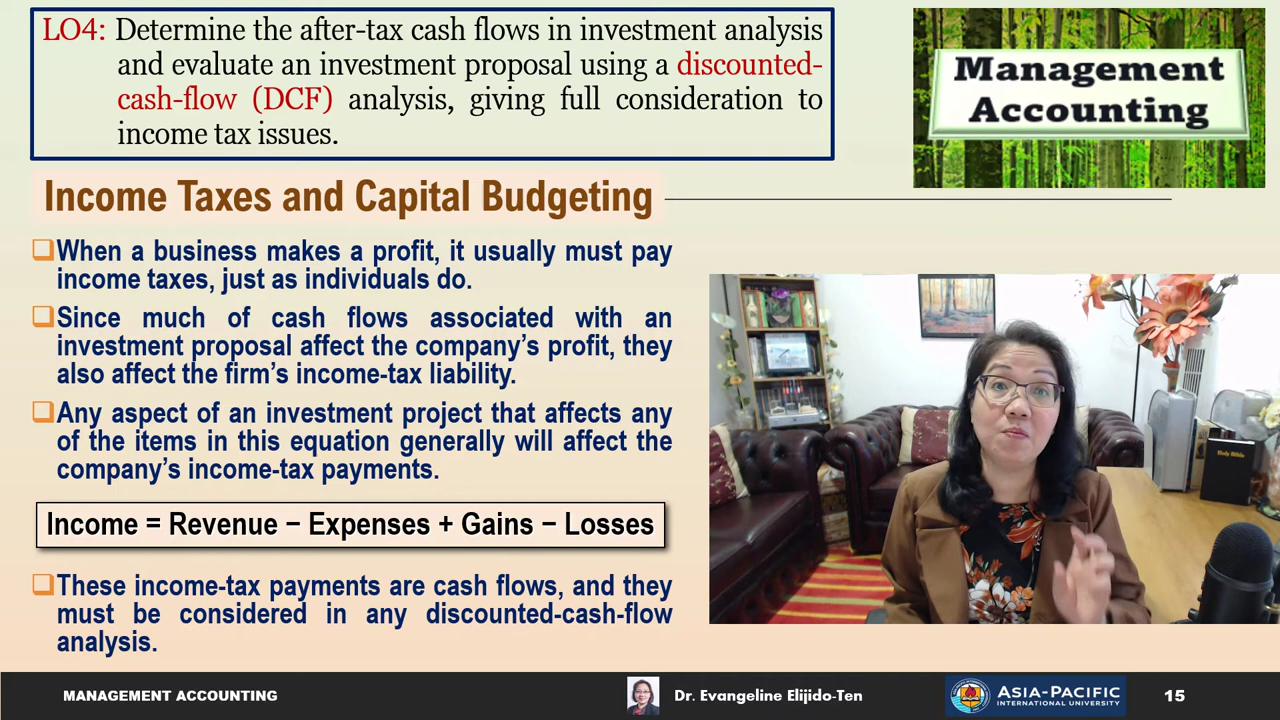 LO4: Determine the after-tax cash flows in investment analysis
and evaluate an investment proposal using a discounted-
cash-flow (DCF) analysis, giving full consideration to
income tax issues.
Management
Accounting
Income Taxes and Capital Budgeting
When a business makes a profit, it usually must pay
income taxes, just as individuals do.
Since much of cash flows associated with an
investment proposal affect the company's profit, they
also affect the firm's income-tax liability.
Any aspect of an investment project that affects any
of the items in this equation generally will affect the
company's income-tax payments.
Income = Revenue − Expenses + Gains − Losses
These income-tax payments are cash flows, and they
must be considered in any discounted-cash-flow
analysis.
Holy Bible
MANAGEMENT ACCOUNTING
Dr. Evangeline Elijido-Ten
ASIA-PACIFIC
INTERNATIONAL UNIVERSITY
15